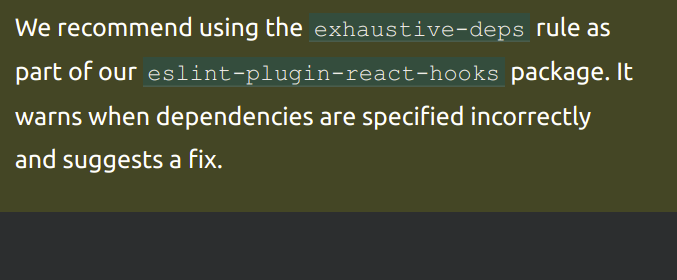 We recommend using the exhaustive-deps rule as
part of our eslint-plugin-react-hooks package. It
warns when dependencies are specified incorrectly
and suggests a fix.